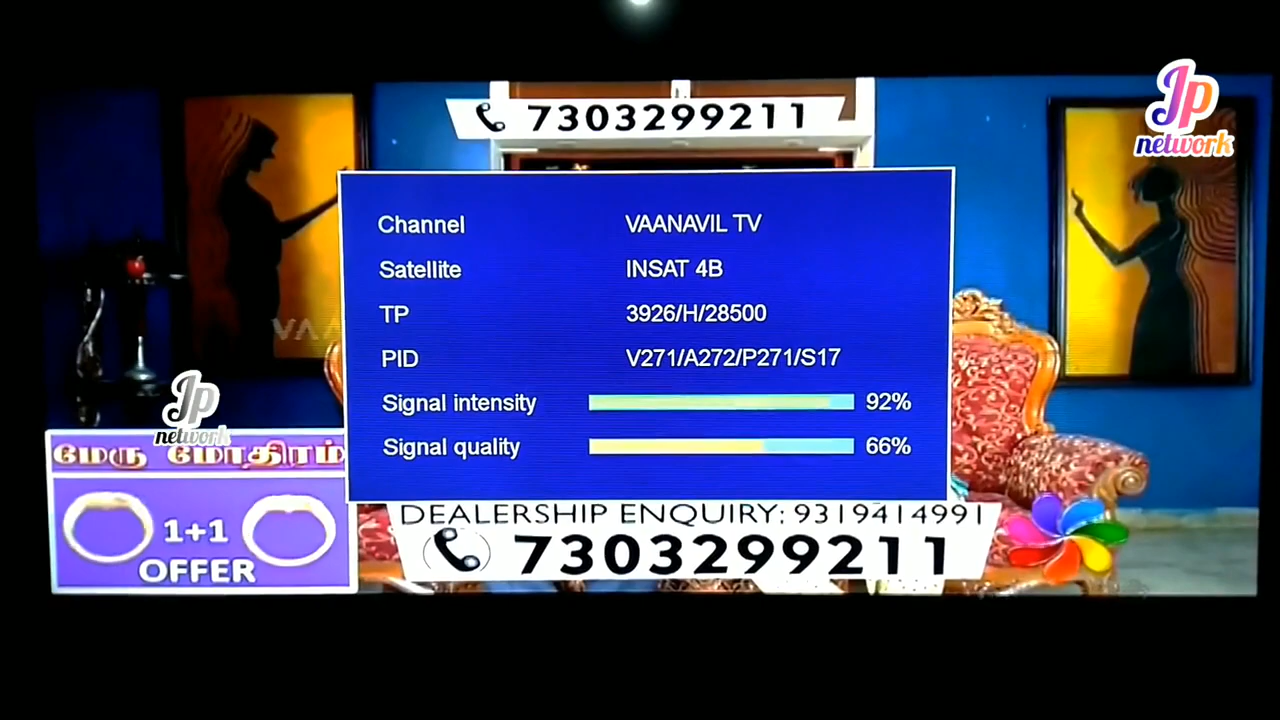 7303299211
Jp
network
Channel VAANAVIL TV
Satellite INSAT 4B
TP 3926/H/28500
PID V271/A272/P271/S17
Signal intensity 92%
Signal quality 66%
VAA
Jp
network
மேரு மோதிரம்
1+1
OFFER
DEALERSHIP ENQUIRY: 9319414991
7303299211